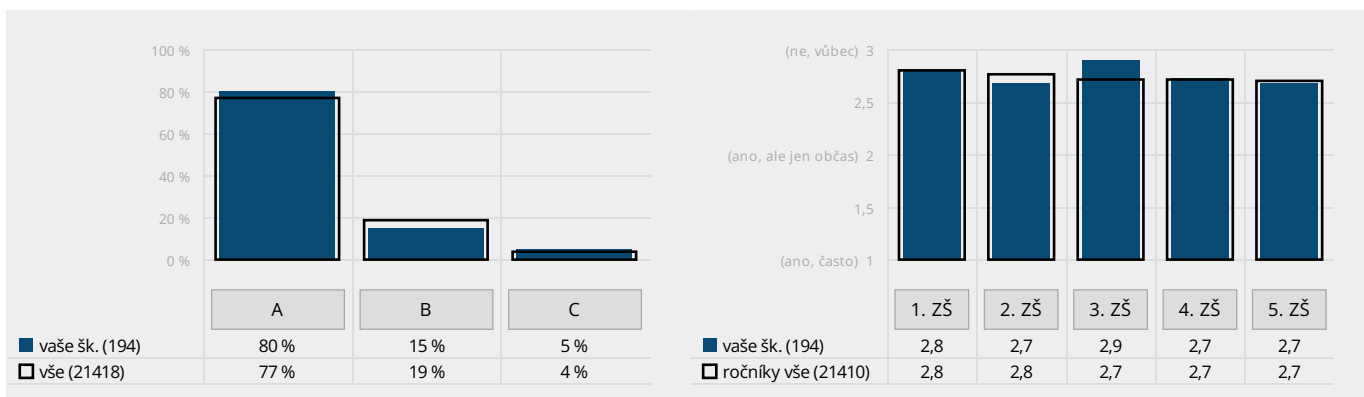 100 %
80 %
60 %
40 %
20 %
0 %
A B C
vaše šk. (194) 80 % 15 % 5 %
vše (21418) 77 % 19 % 4 %
(ne, vůbec) 3
2,5
(ano, ale jen občas) 2
1,5
(ano, často) 1
1. ZŠ 2. ZŠ 3. ZŠ 4. ZŠ 5. ZŠ
vaše šk. (194) 2,8 2,7 2,9 2,7 2,7
ročníky vše (21410) 2,8 2,8 2,7 2,7 2,7